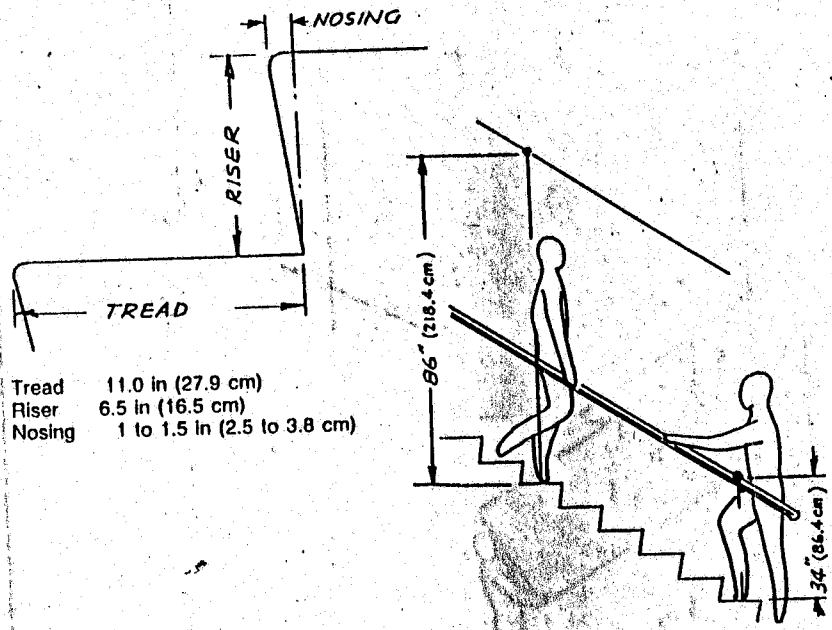 NOSING
RISER
TREAD
Tread 11.0 in (27.9 cm)
Riser 6.5 in (16.5 cm)
Nosing 1 to 1.5 in (2.5 to 3.8 cm)
86" (218.4 cm)
34" (86.4 cm)